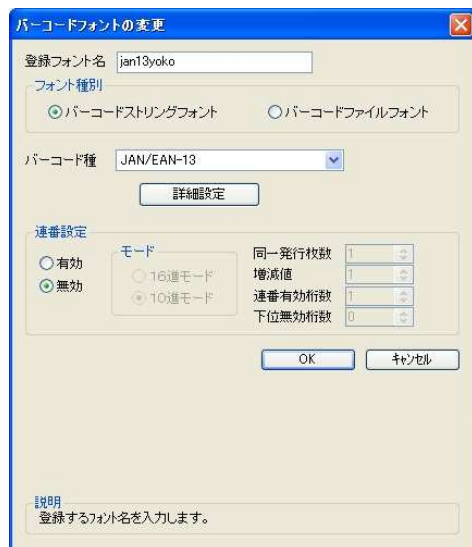 バーコードフォントの変更
登録フォント名 jan13yoko
フォント種別
バーコードストリングフォント バーコードファイルフォント
バーコード種 JAN/EAN-13
詳細設定
連番設定
有効
無効
モード
16進モード
10進モード
同一発行枚数 1
増減値 1
連番有効桁数 1
下位無効桁数 0
OK キャンセル
説明
登録するフォント名を入力します。